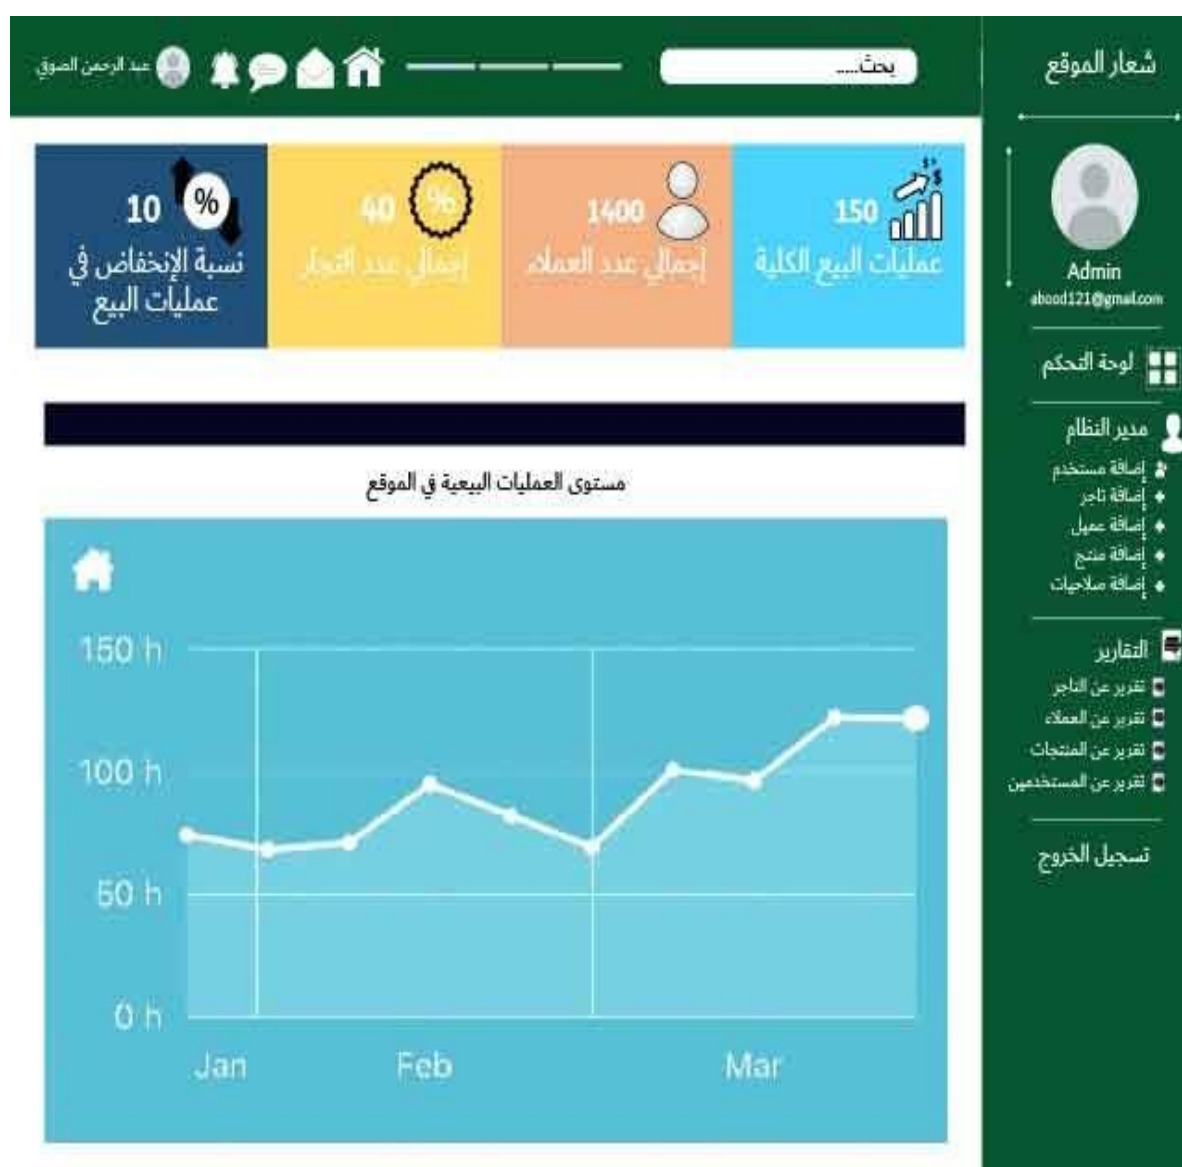 شعار الموقع
بحث.....
عبد الرحمن الصوفي
Admin
abood121@gmail.com
لوحة التحكم
مدير النظام
إضافة مستخدم
إضافة تاجر
إضافة عميل
إضافة منتج
إضافة صلاحيات
التقارير
تقرير عن التاجر
تقرير عن العملاء
تقرير عن المنتجات
تقرير عن المستخدمين
تسجيل الخروج
150
عمليات البيع الكلية
1400
إجمالي عدد العملاء
% 40
إجمالي عدد التجار
% 10
نسبة الإنخفاض في
عمليات البيع
مستوى العمليات البيعية في الموقع
150 h
100 h
50 h
0 h
Jan Feb Mar